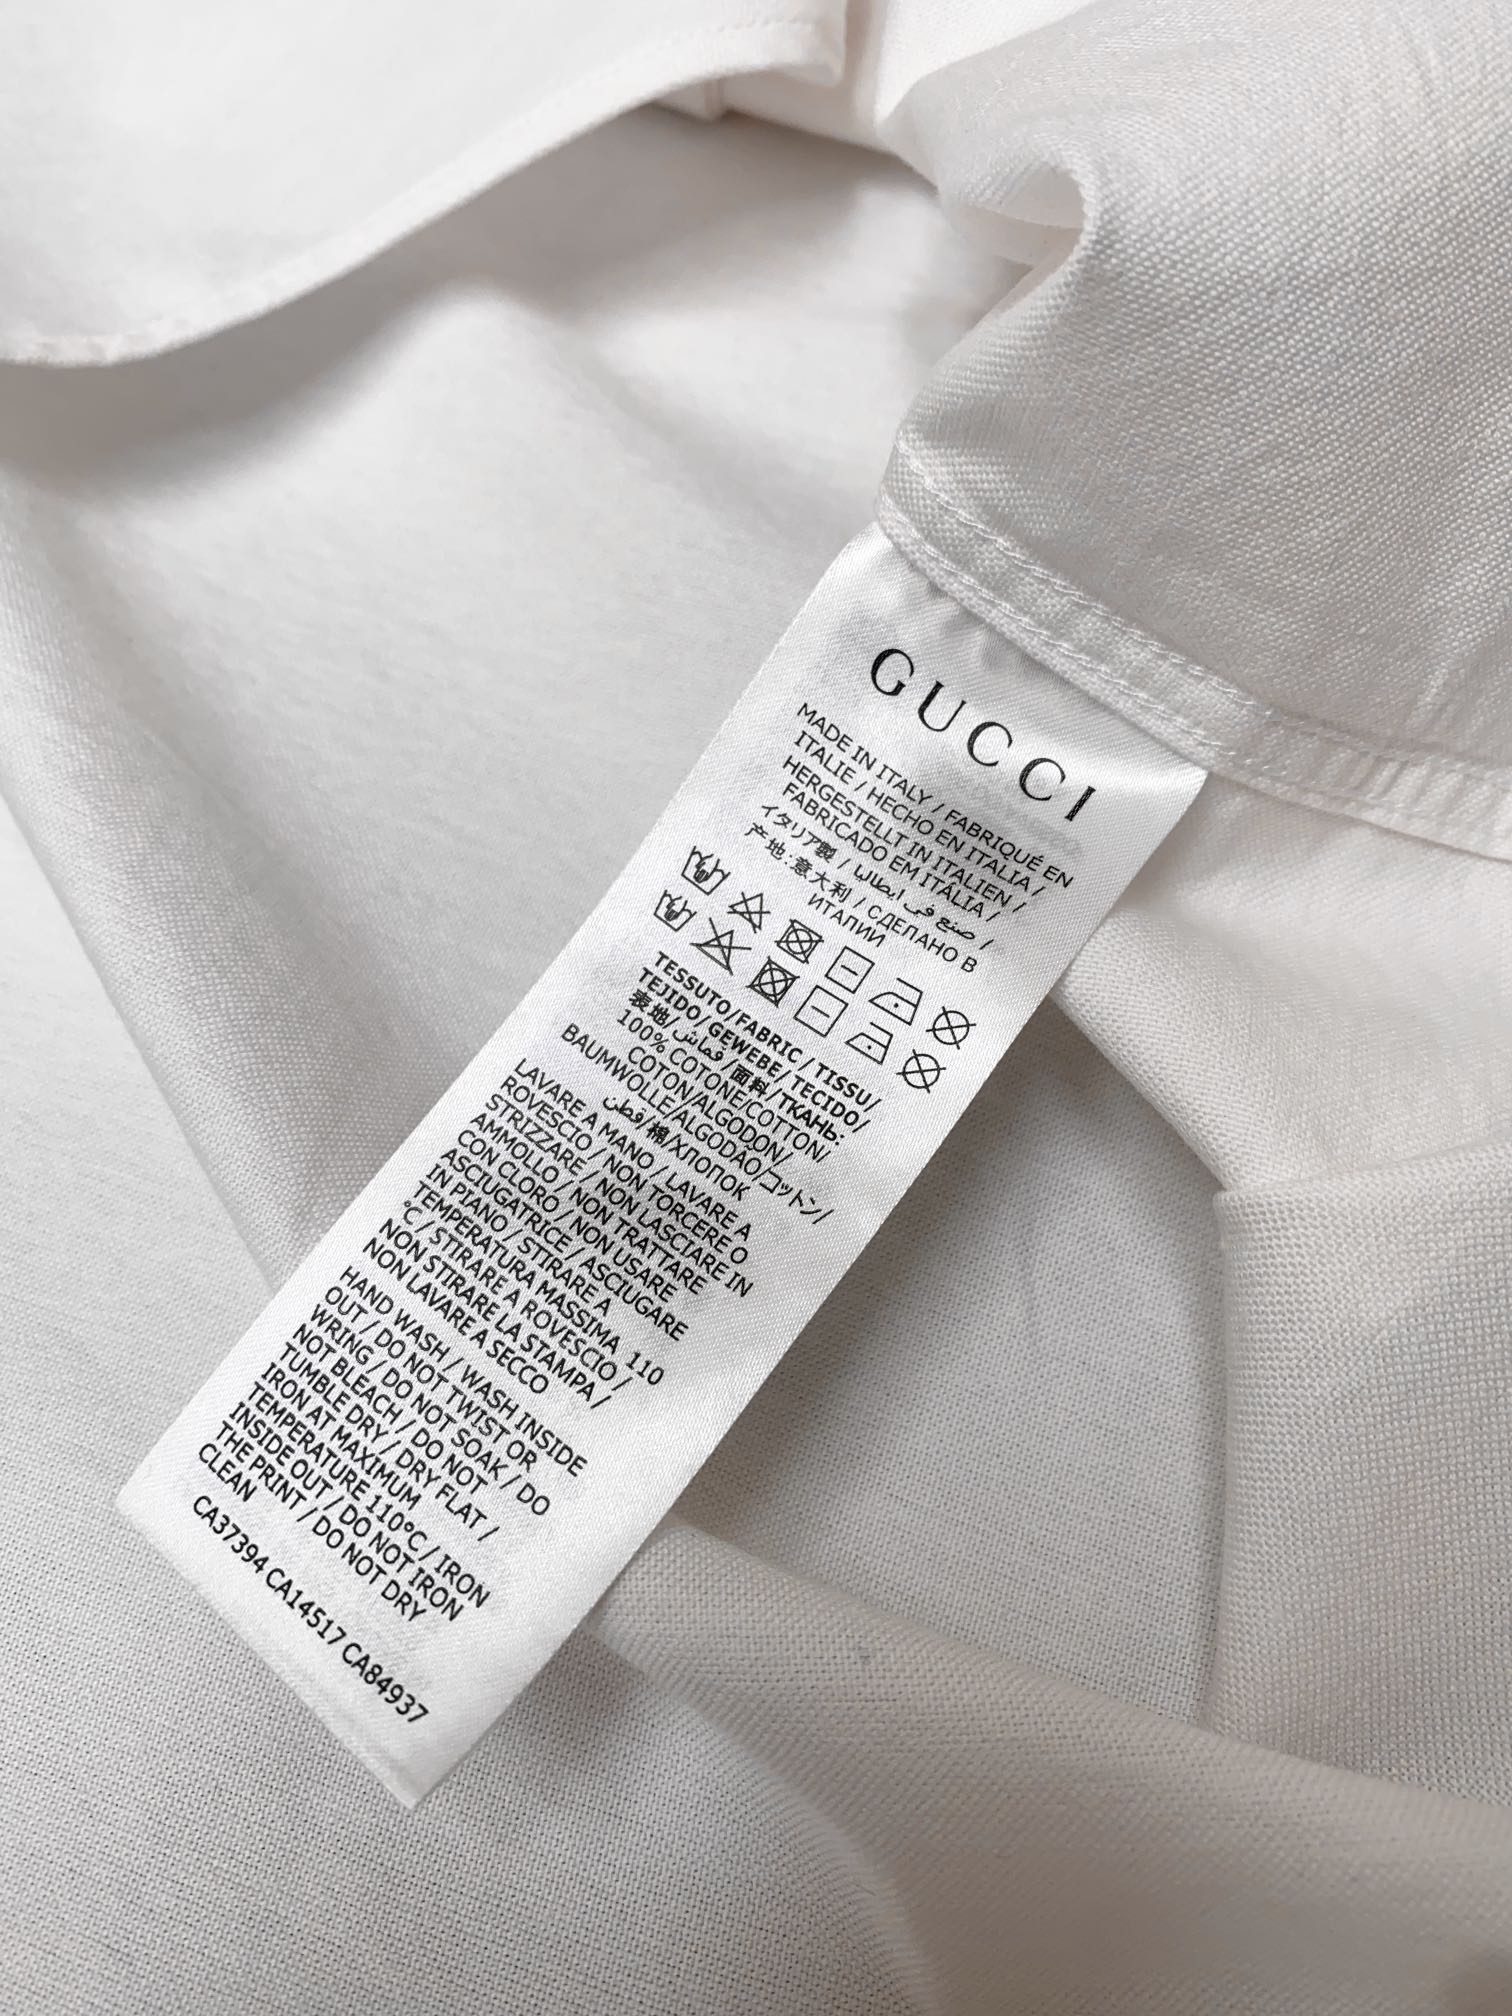 GUCCI
MADE IN ITALY / FABRIQUÉ EN
ITALIE / HECHO EN ITALIA /
HERGESTELLT IN ITALIEN /
FABRICADO EM ITÁLIA /
イタリア製 / صنع في ايطاليا /
产地:意大利 / СДЕЛАНО В
ИТАЛИИ
TESSUTO/FABRIC / TISSU/
TEJIDO/GEWEBE/TECIDO/
表地/قماش/面料/ТКАНЬ:
100% COTONE/COTTON/
COTON/ALGODON/
BAUMWOLLE/ALGODÃO/コットン/
قطن/棉/ХЛОПОК
LAVARE A MANO / LAVARE A
ROVESCIO / NON TORCERE O
STRIZZARE / NON LASCIARE IN
AMMOLLO / NON TRATTARE
CON CLORO / NON USARE
ASCIUGATRICE / ASCIUGARE
IN PIANO / STIRARE A
TEMPERATURA MASSIMA 110
°C / STIRARE A ROVESCIO /
NON STIRARE LA STAMPA /
NON LAVARE A SECCO
HAND WASH / WASH INSIDE
OUT / DO NOT TWIST OR
WRING / DO NOT SOAK / DO
NOT BLEACH / DO NOT
TUMBLE DRY / DRY FLAT /
IRON AT MAXIMUM
TEMPERATURE 110°C / IRON
INSIDE OUT / DO NOT IRON
THE PRINT / DO NOT DRY
CLEAN
CA37394 CA14517 CA84937